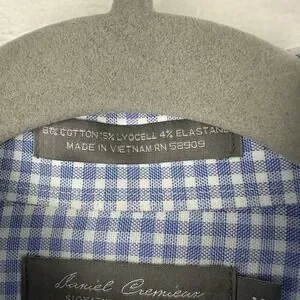 81% COTTON 15% LYOCELL 4% ELASTANE
MADE IN VIETNAM RN 58909
Daniel Cremieux